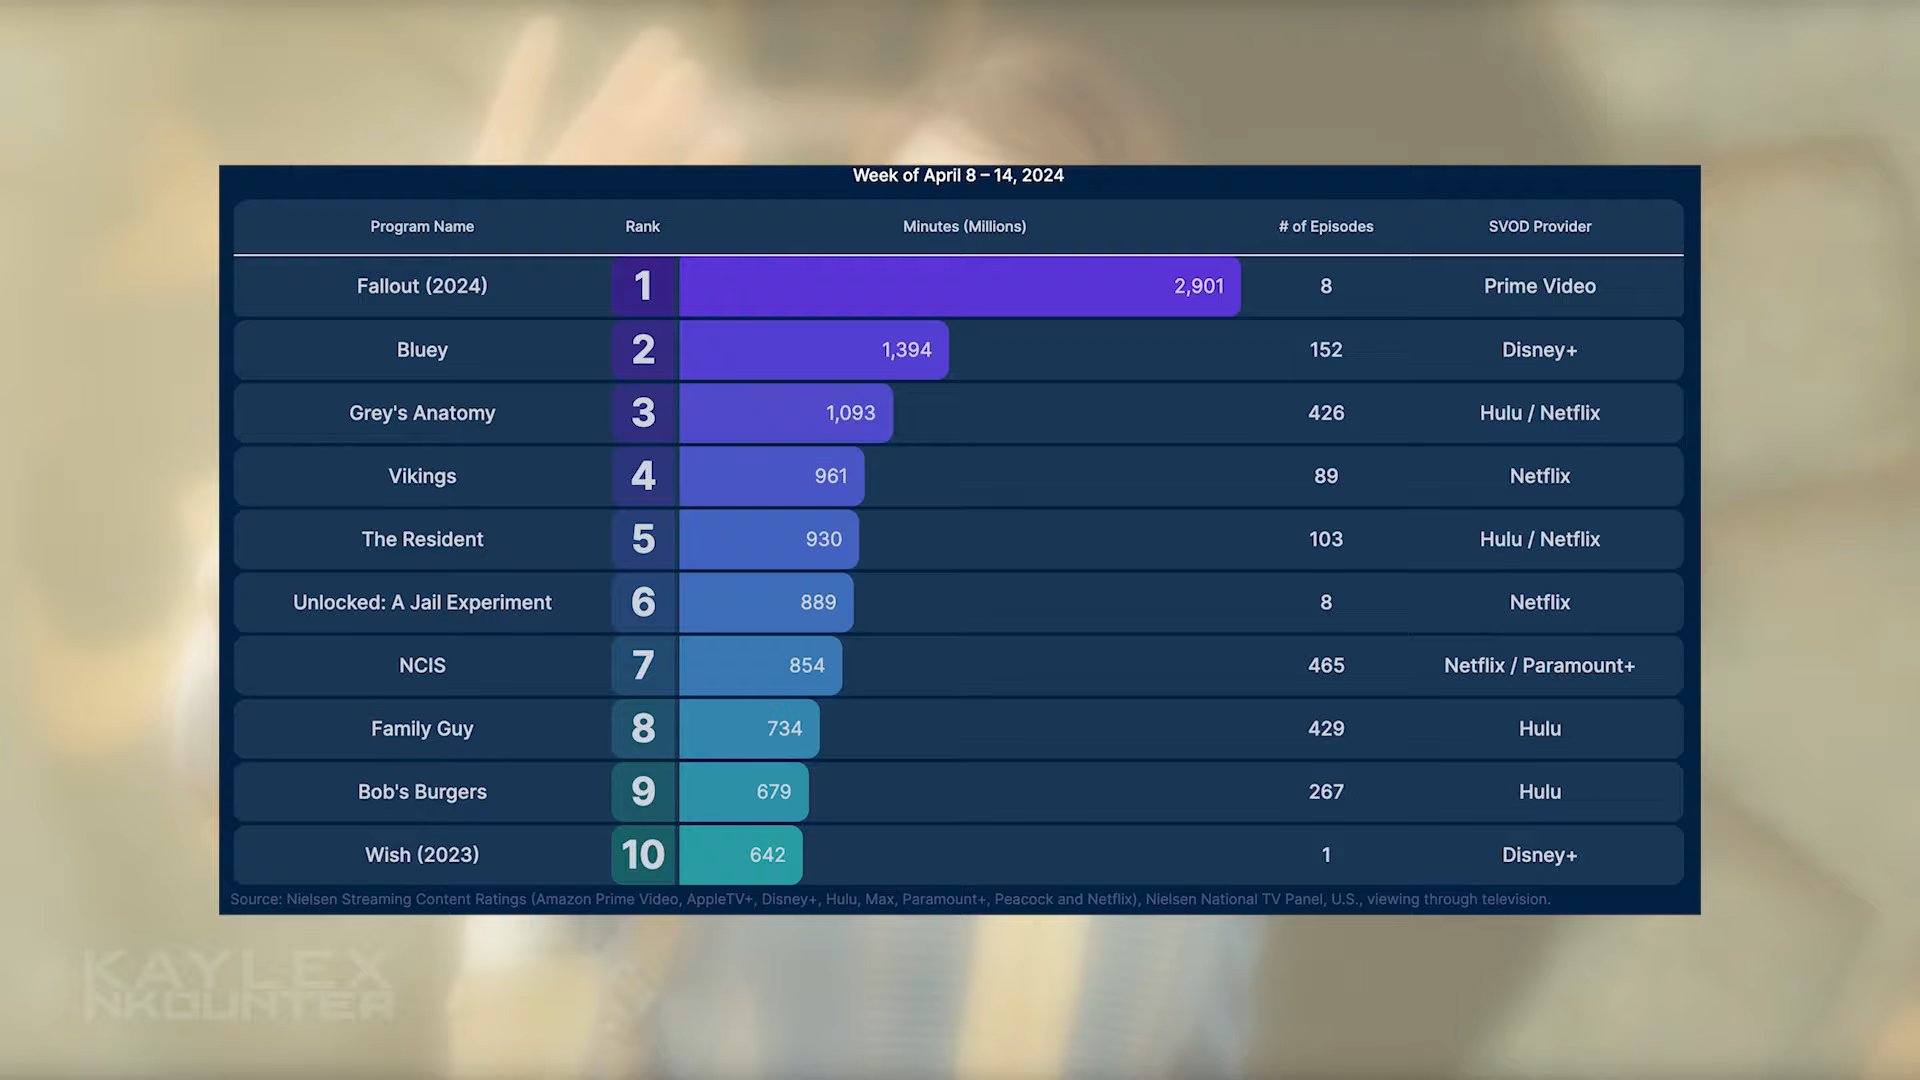 Week of April 8 – 14, 2024
Program Name Rank Minutes (Millions) # of Episodes SVOD Provider
Fallout (2024) 1 2,901 8 Prime Video
Bluey 2 1,394 152 Disney+
Grey's Anatomy 3 1,093 426 Hulu / Netflix
Vikings 4 961 89 Netflix
The Resident 5 930 103 Hulu / Netflix
Unlocked: A Jail Experiment 6 889 8 Netflix
NCIS 7 854 465 Netflix / Paramount+
Family Guy 8 734 429 Hulu
Bob's Burgers 9 679 267 Hulu
Wish (2023) 10 642 1 Disney+
Source: Nielsen Streaming Content Ratings (Amazon Prime Video, AppleTV+, Disney+, Hulu, Max, Paramount+, Peacock and Netflix), Nielsen National TV Panel, U.S., viewing through television.
KAYLEX
NKOUNTER